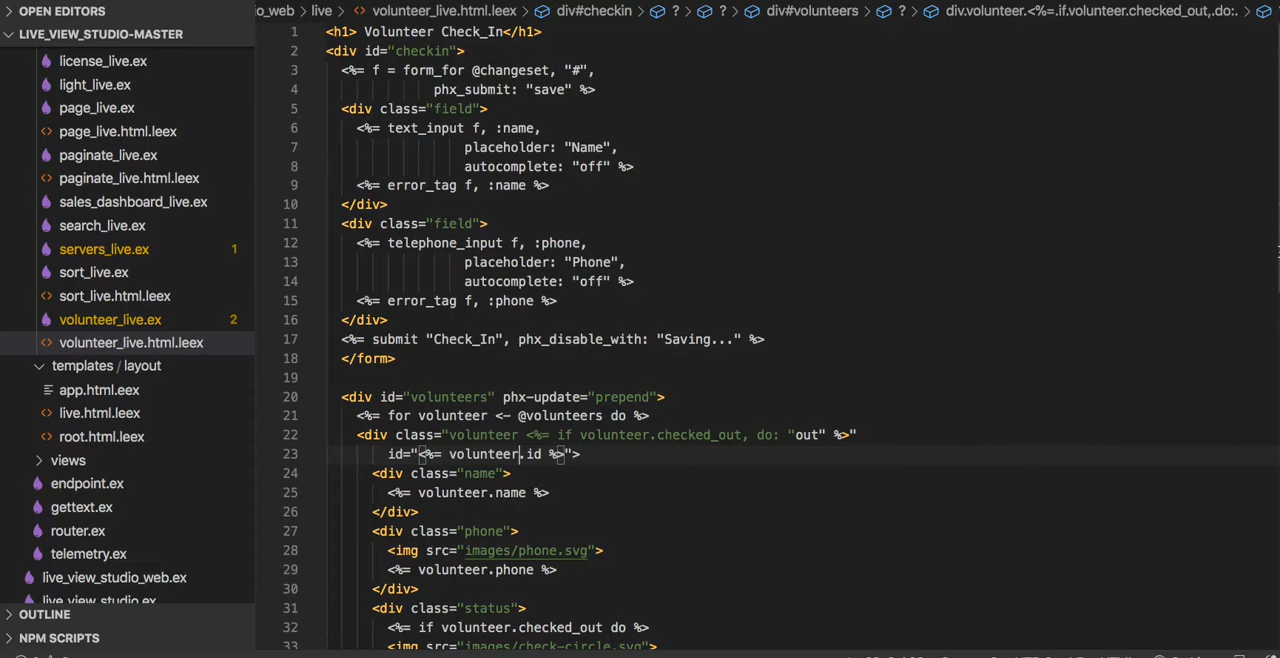 OPEN EDITORS
LIVE_VIEW_STUDIO-MASTER
license_live.ex
light_live.ex
page_live.ex
page_live.html.leex
paginate_live.ex
paginate_live.html.leex
sales_dashboard_live.ex
search_live.ex
servers_live.ex 1
sort_live.ex
sort_live.html.leex
volunteer_live.ex 2
volunteer_live.html.leex
templates / layout
app.html.eex
live.html.leex
root.html.leex
views
endpoint.ex
gettext.ex
router.ex
telemetry.ex
live_view_studio_web.ex
live_view_studio.ex
OUTLINE
NPM SCRIPTS
io_web > live > <> volunteer_live.html.leex > div#checkin > ? > ? > div#volunteers > ? > div.volunteer.<%=.if.volunteer.checked_out,.do:. >
1 <h1> Volunteer Check_In</h1>
2 <div id="checkin">
3 <%= f = form_for @changeset, "#",
4 phx_submit: "save" %>
5 <div class="field">
6 <%= text_input f, :name,
7 placeholder: "Name",
8 autocomplete: "off" %>
9 <%= error_tag f, :name %>
10 </div>
11 <div class="field">
12 <%= telephone_input f, :phone,
13 placeholder: "Phone",
14 autocomplete: "off" %>
15 <%= error_tag f, :phone %>
16 </div>
17 <%= submit "Check_In", phx_disable_with: "Saving..." %>
18 </form>
19
20 <div id="volunteers" phx-update="prepend">
21 <%= for volunteer <- @volunteers do %>
22 <div class="volunteer <%= if volunteer.checked_out, do: "out" %>"
23 id="<%= volunteer.id %>">
24 <div class="name">
25 <%= volunteer.name %>
26 </div>
27 <div class="phone">
28 <img src="images/phone.svg">
29 <%= volunteer.phone %>
30 </div>
31 <div class="status">
32 <%= if volunteer.checked_out do %>
33 <img src="images/check-circle.svg">